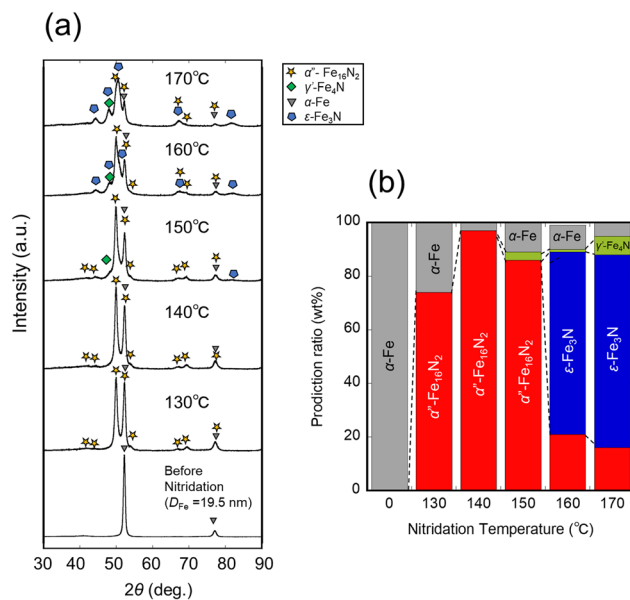 (a)
170°C
160°C
150°C
140°C
130°C
Before
Nitridation
(D_Fe =19.5 nm)
Intensity (a.u.)
30 40 50 60 70 80 90
2θ (deg.)
α"- Fe16N2
γ'-Fe4N
α-Fe
ε-Fe3N
(b)
Production ratio (wt%)
100
80
60
40
20
0
α-Fe
α-Fe
α"-Fe16N2
α"-Fe16N2
α-Fe
α"-Fe16N2
α-Fe
ε-Fe3N
γ'-Fe4N
ε-Fe3N
0 130 140 150 160 170
Nitridation Temperature (°C)